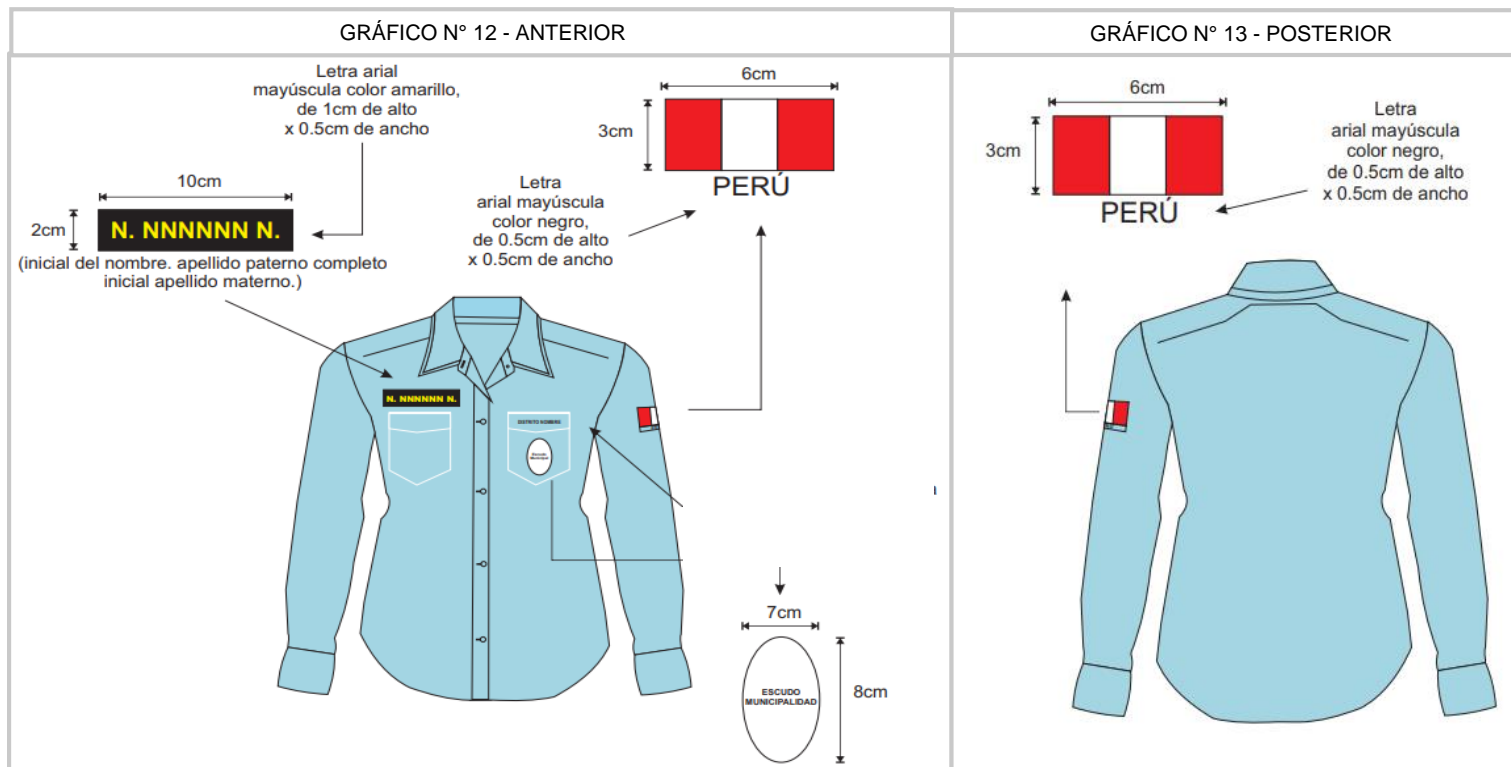 GRÁFICO N° 12 - ANTERIOR
Letra arial
mayúscula color amarillo,
de 1cm de alto
x 0.5cm de ancho
10cm
2cm
N. NNNNNN N.
(inicial del nombre. apellido paterno completo
inicial apellido materno.)
6cm
3cm
PERÚ
Letra
arial mayúscula
color negro,
de 0.5cm de alto
x 0.5cm de ancho
N. NNNNNN N.
DISTRITO NOMBRE
Escudo
Municipal
7cm
8cm
ESCUDO
MUNICIPALIDAD
GRÁFICO N° 13 - POSTERIOR
6cm
3cm
PERÚ
Letra
arial mayúscula
color negro,
de 0.5cm de alto
x 0.5cm de ancho